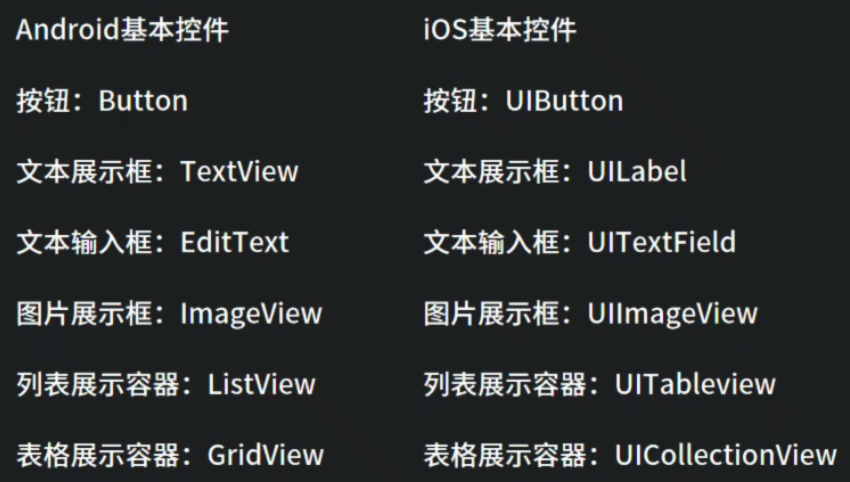 Android基本控件 iOS基本控件
按钮：Button 按钮：UIButton
文本展示框：TextView 文本展示框：UILabel
文本输入框：EditText 文本输入框：UITextField
图片展示框：ImageView 图片展示框：UIImageView
列表展示容器：ListView 列表展示容器：UITableview
表格展示容器：GridView 表格展示容器：UICollectionView